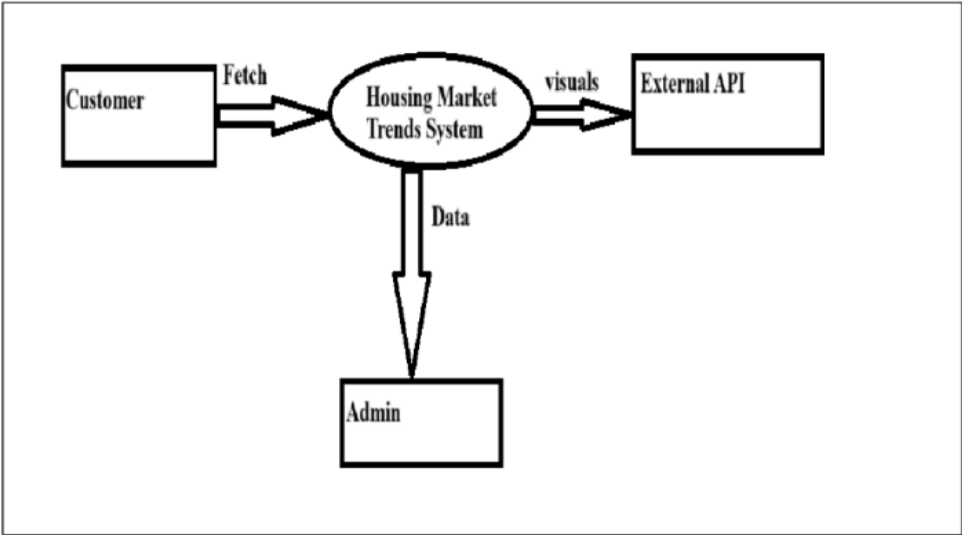 Customer
Fetch
Housing Market
Trends System
visuals
External API
Data
Admin